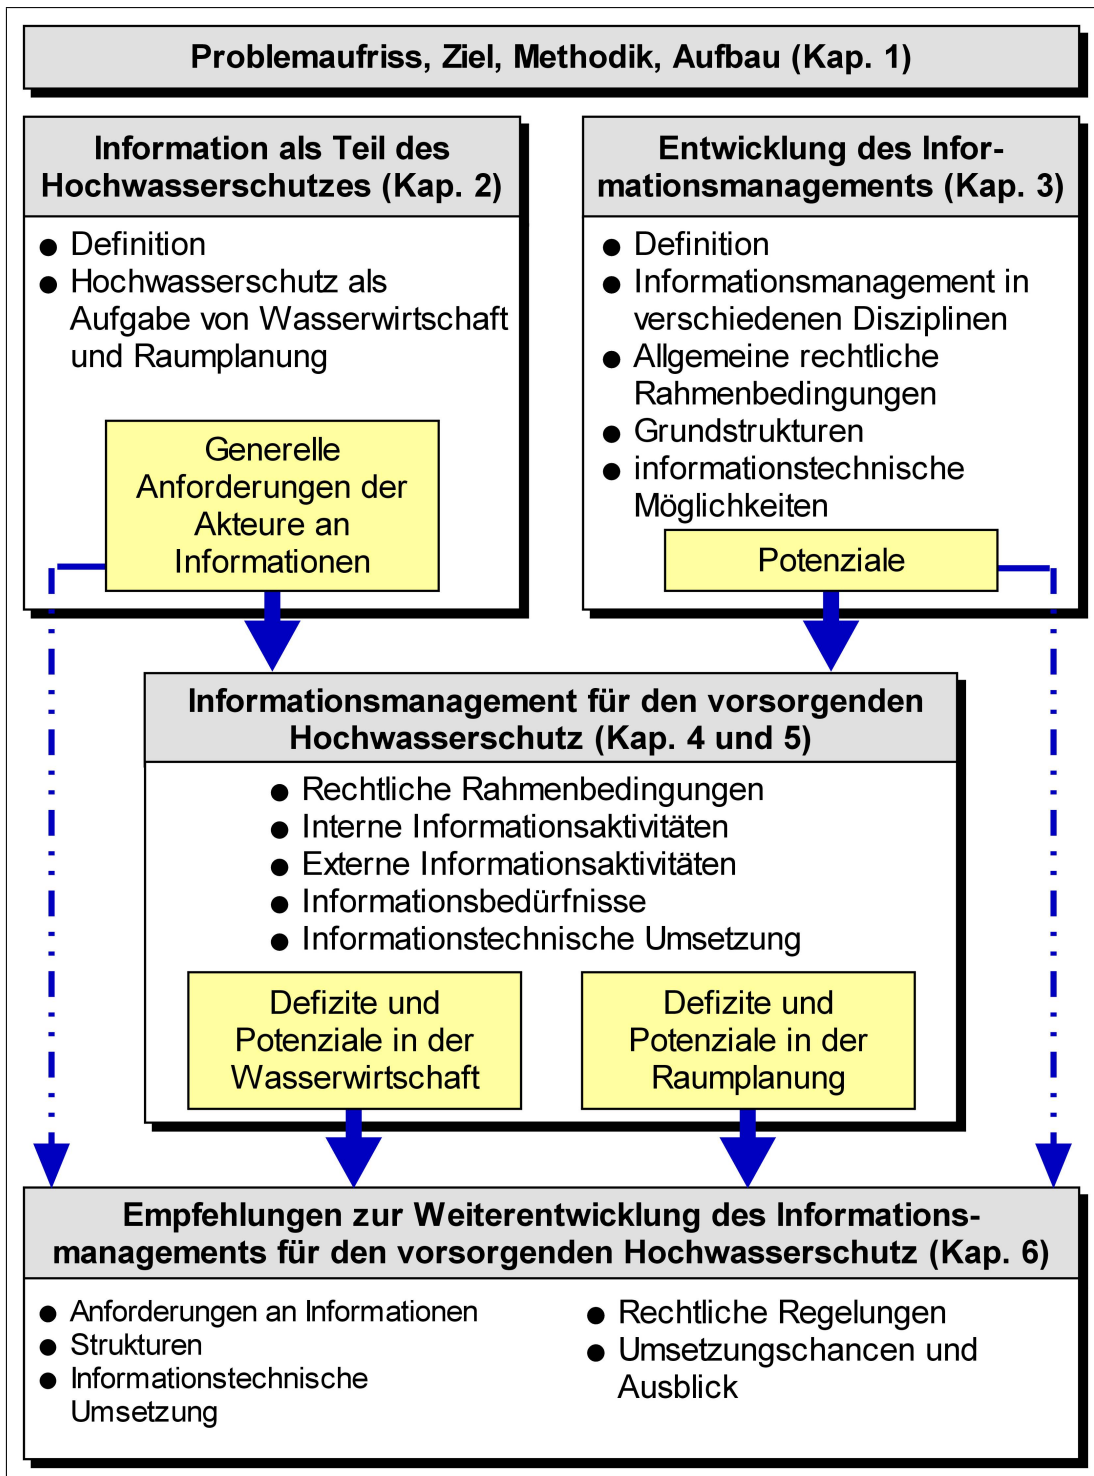 Problemaufriss, Ziel, Methodik, Aufbau (Kap. 1)
Information als Teil des
Hochwasserschutzes (Kap. 2)
● Definition
● Hochwasserschutz als
Aufgabe von Wasserwirtschaft
und Raumplanung
Generelle
Anforderungen der
Akteure an
Informationen
Entwicklung des Infor-
mationsmanagements (Kap. 3)
● Definition
● Informationsmanagement in
verschiedenen Disziplinen
● Allgemeine rechtliche
Rahmenbedingungen
● Grundstrukturen
● informationstechnische
Möglichkeiten
Potenziale
Informationsmanagement für den vorsorgenden
Hochwasserschutz (Kap. 4 und 5)
● Rechtliche Rahmenbedingungen
● Interne Informationsaktivitäten
● Externe Informationsaktivitäten
● Informationsbedürfnisse
● Informationstechnische Umsetzung
Defizite und
Potenziale in der
Wasserwirtschaft
Defizite und
Potenziale in der
Raumplanung
Empfehlungen zur Weiterentwicklung des Informations-
managements für den vorsorgenden Hochwasserschutz (Kap. 6)
● Anforderungen an Informationen
● Strukturen
● Informationstechnische
Umsetzung
● Rechtliche Regelungen
● Umsetzungschancen und
Ausblick